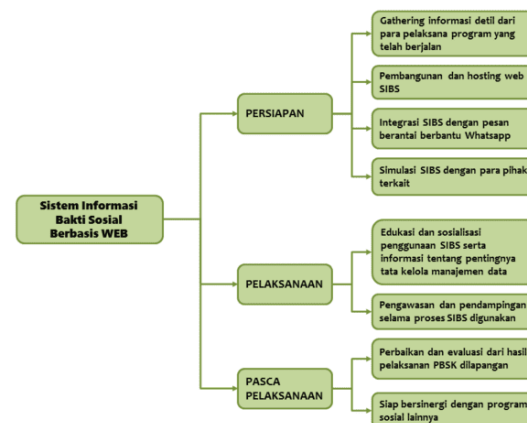 Sistem Informasi
Bakti Sosial
Berbasis WEB
PERSIAPAN
Gathering informasi detil dari
para pelaksana program yang
telah berjalan
Pembangunan dan hosting web
SIBS
Integrasi SIBS dengan pesan
berantai berbantu Whatsapp
Simulasi SIBS dengan para pihak
terkait
PELAKSANAAN
Edukasi dan sosialisasi
penggunaan SIBS serta
informasi tentang pentingnya
tata kelola manajemen data
Pengawasan dan pendampingan
selama proses SIBS digunakan
PASCA
PELAKSANAAN
Perbaikan dan evaluasi dari hasil
pelaksanan PBSK dilapangan
Siap bersinergi dengan program
sosial lainnya